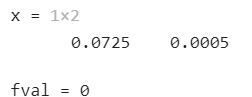 x = 1×2
0.0725 0.0005
fval = 0